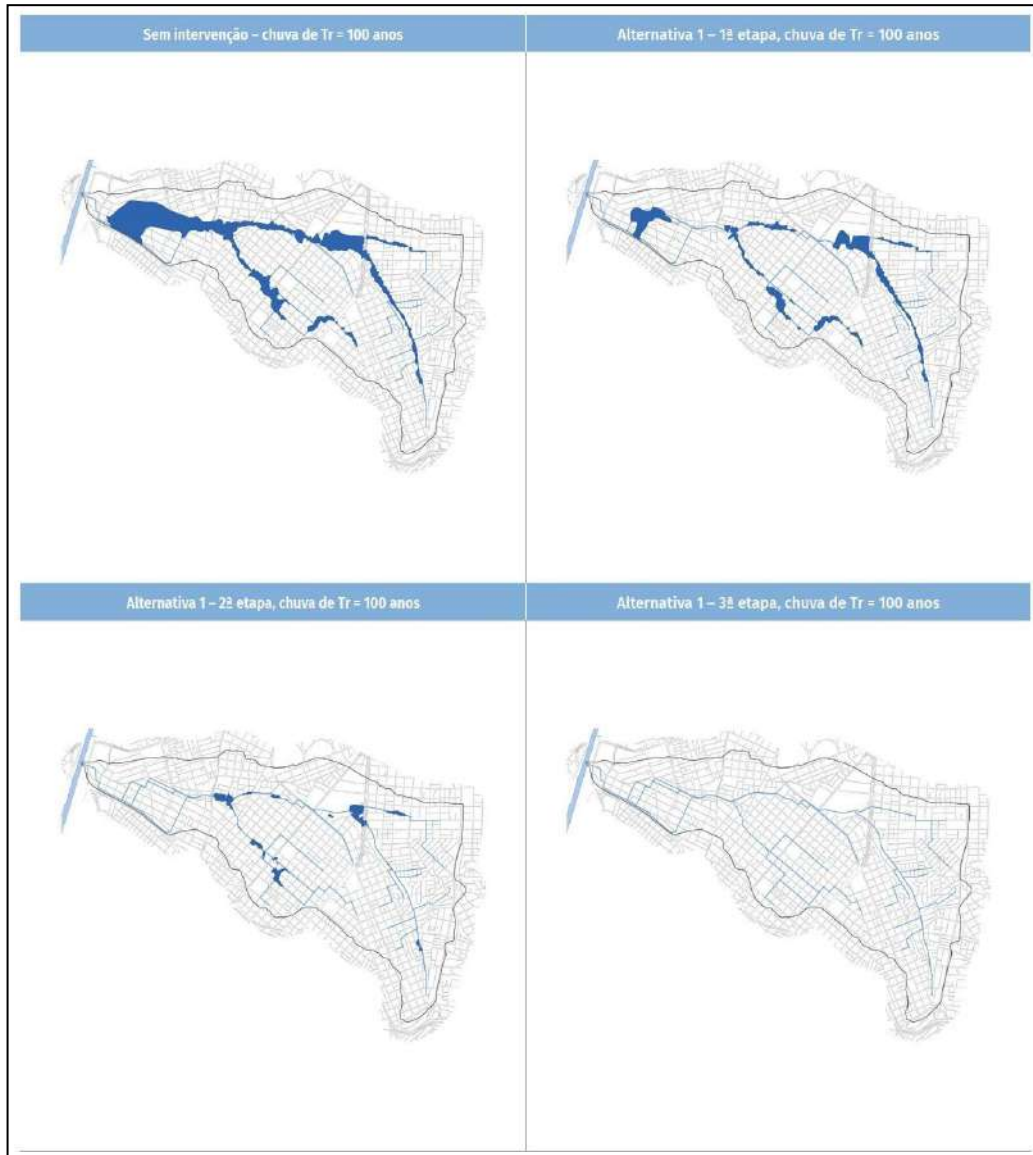 Sem intervenção – chuva de Tr = 100 anos
Alternativa 1 – 1ª etapa, chuva de Tr = 100 anos
Alternativa 1 – 2ª etapa, chuva de Tr = 100 anos
Alternativa 1 – 3ª etapa, chuva de Tr = 100 anos